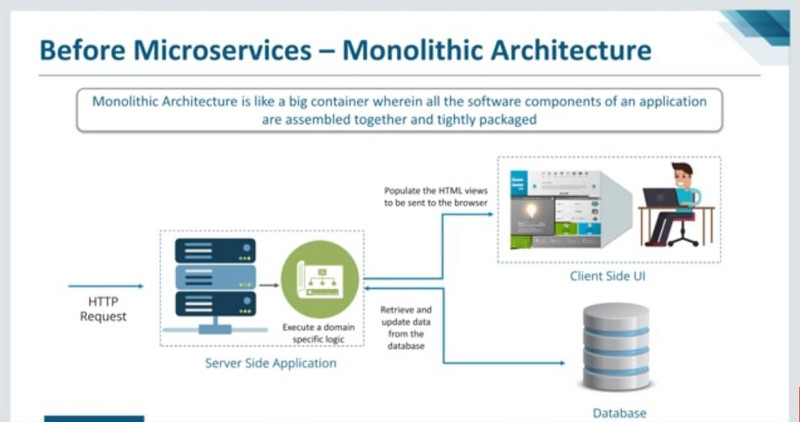 Before Microservices – Monolithic Architecture
Monolithic Architecture is like a big container wherein all the software components of an application
are assembled together and tightly packaged
Populate the HTML views
to be sent to the browser
Client Side UI
HTTP
Request
Execute a domain
specific logic
Server Side Application
Retrieve and
update data
from the
database
Database